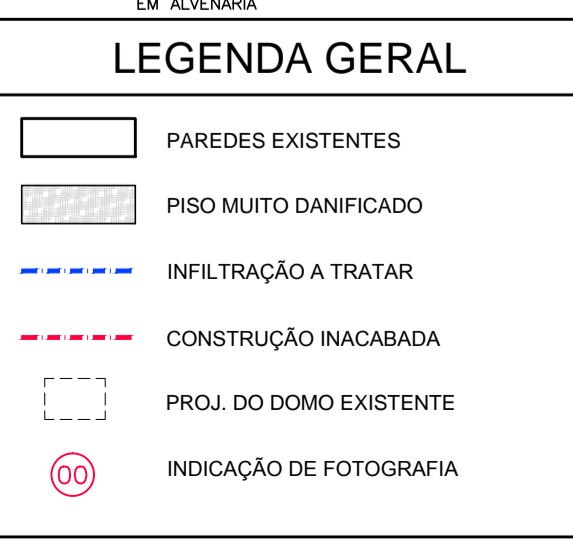 EM ALVENARIA
LEGENDA GERAL
PAREDES EXISTENTES
PISO MUITO DANIFICADO
INFILTRAÇÃO A TRATAR
CONSTRUÇÃO INACABADA
PROJ. DO DOMO EXISTENTE
00 INDICAÇÃO DE FOTOGRAFIA